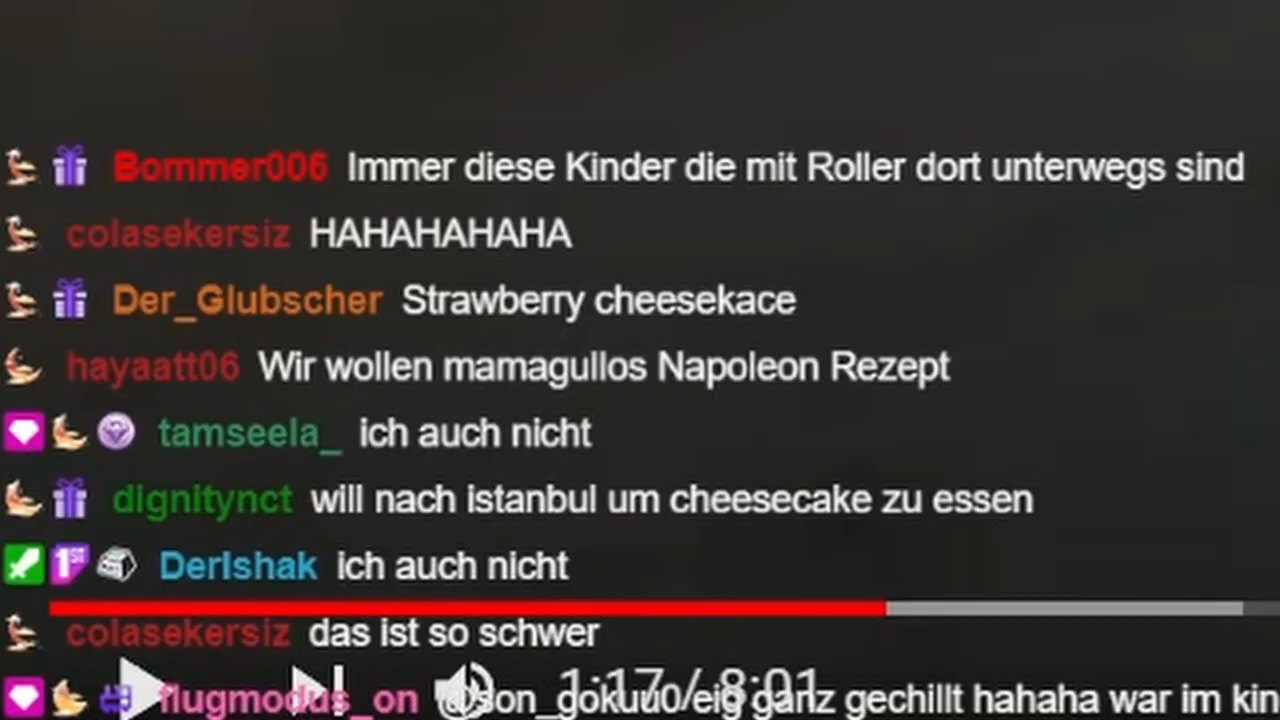 Bommer006 Immer diese Kinder die mit Roller dort unterwegs sind
colasekersiz HAHAHAHAHA
Der_Glubscher Strawberry cheesekace
hayaatt06 Wir wollen mamagullos Napoleon Rezept
tamseela_ ich auch nicht
dignitynct will nach istanbul um cheesecake zu essen
1ST DerIshak ich auch nicht
colasekersiz das ist so schwer
flugmodus_on @son_gokuu0 eig ganz gechillt hahaha war im kin
1:17 / 8:01